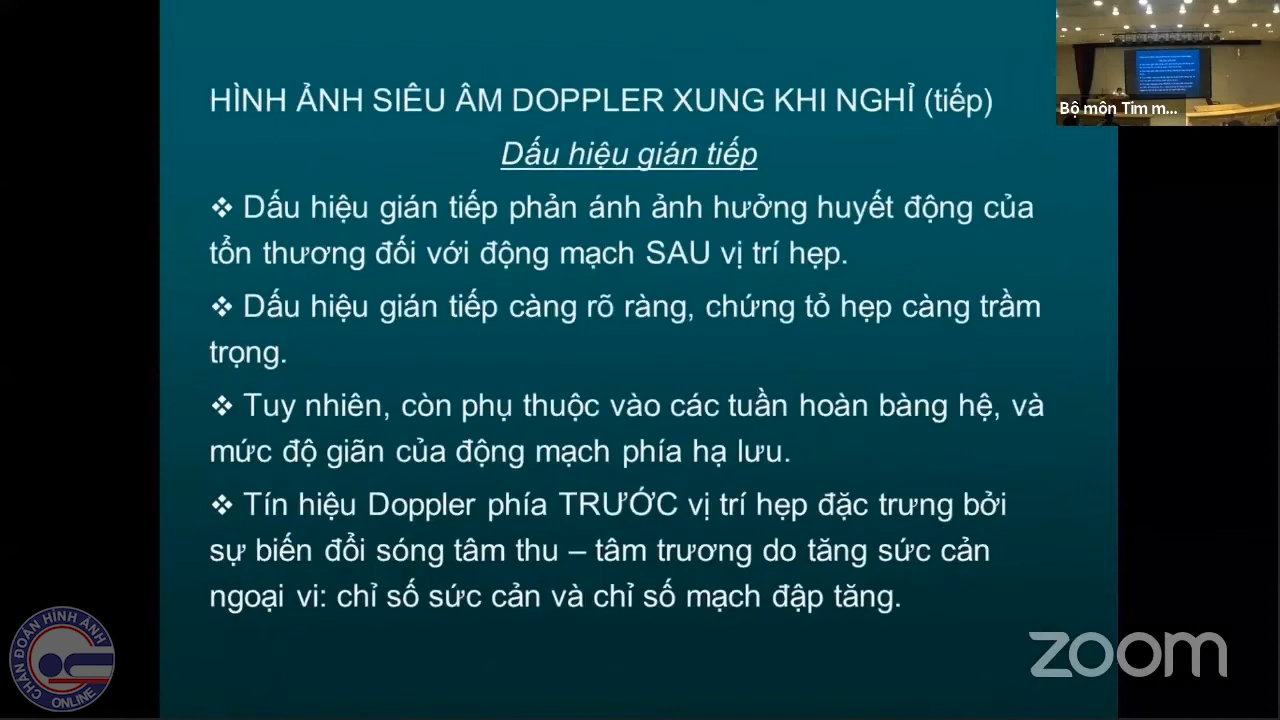 HÌNH ẢNH SIÊU ÂM DOPPLER XUNG KHI NGHỈ (tiếp)
Dấu hiệu gián tiếp
❖ Dấu hiệu gián tiếp phản ánh ảnh hưởng huyết động của
tổn thương đối với động mạch SAU vị trí hẹp.
❖ Dấu hiệu gián tiếp càng rõ ràng, chứng tỏ hẹp càng trầm
trọng.
❖ Tuy nhiên, còn phụ thuộc vào các tuần hoàn bàng hệ, và
mức độ giãn của động mạch phía hạ lưu.
❖ Tín hiệu Doppler phía TRƯỚC vị trí hẹp đặc trưng bởi
sự biến đổi sóng tâm thu – tâm trương do tăng sức cản
ngoại vi: chỉ số sức cản và chỉ số mạch đập tăng.
Bộ môn Tim m...
CHẨN ĐOÁN HÌNH ẢNH
ONLINE
zoom